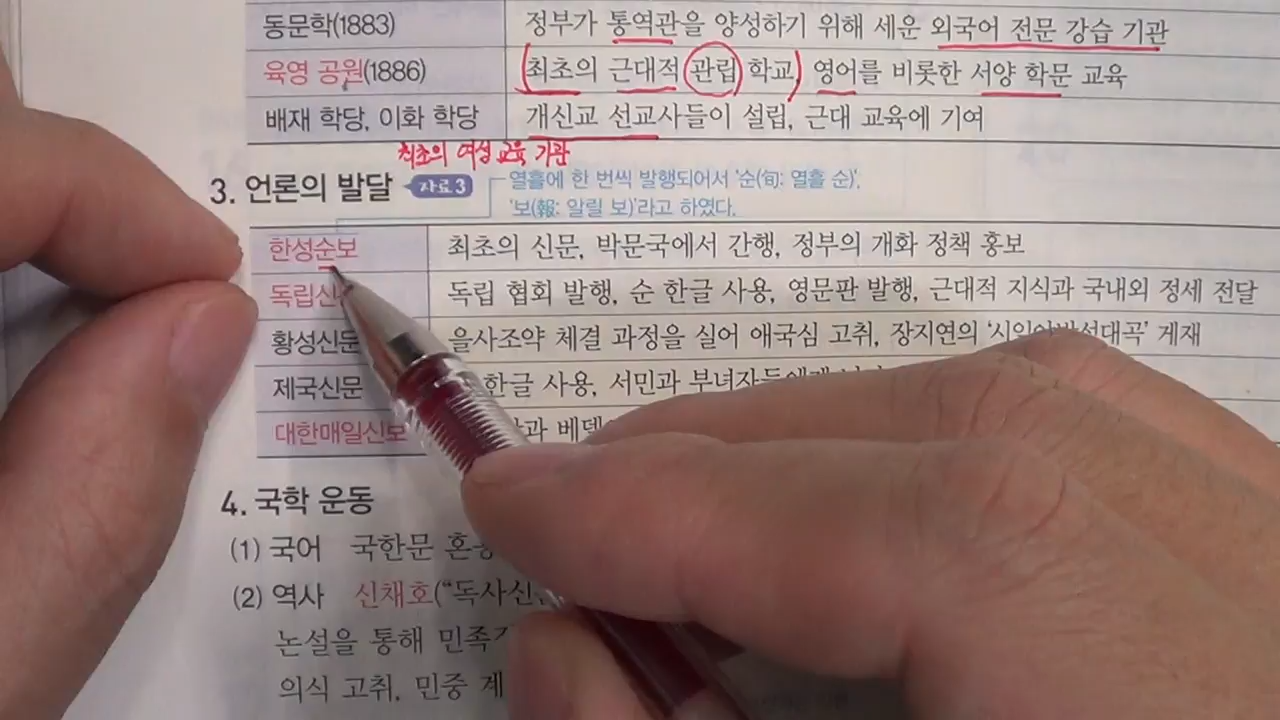 동문학(1883) 정부가 통역관을 양성하기 위해 세운 외국어 전문 강습 기관
육영 공원(1886) 최초의 근대적 관립 학교, 영어를 비롯한 서양 학문 교육
배재 학당, 이화 학당 개신교 선교사들이 설립, 근대 교육에 기여
최초의 여성 교육 기관
3. 언론의 발달 자료3
열흘에 한 번씩 발행되어서 '순(旬: 열흘 순)',
'보(報: 알릴 보)'라고 하였다.
한성순보 최초의 신문, 박문국에서 간행, 정부의 개화 정책 홍보
독립신 독립 협회 발행, 순 한글 사용, 영문판 발행, 근대적 지식과 국내외 정세 전달
황성신문 을사조약 체결 과정을 실어 애국심 고취, 장지연의 게재
제국신문 한글 사용, 서민과
대한매일신보
4. 국학 운동
(1) 국어 국한문
(2) 역사 신채호("독사신
논설을 통해
의식 고취, 민중 계